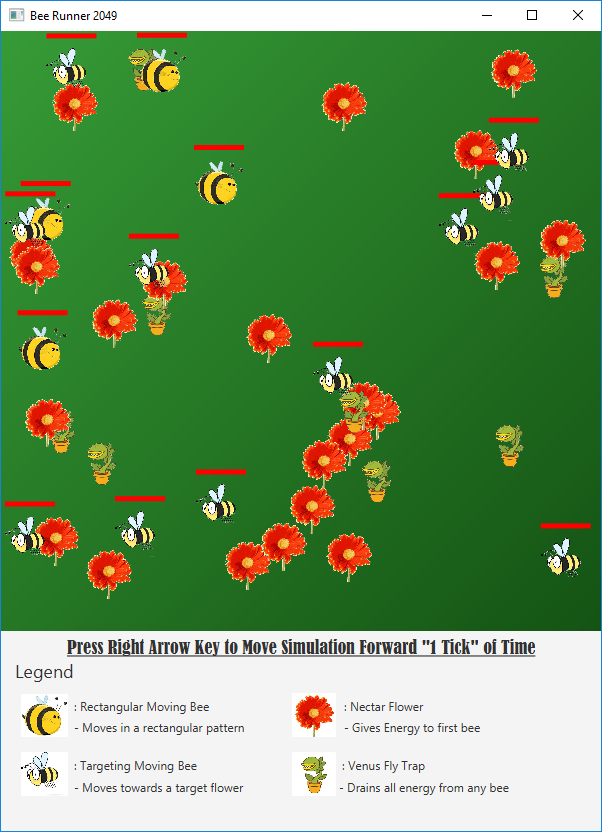 Bee Runner 2049
Press Right Arrow Key to Move Simulation Forward "1 Tick" of Time
Legend
: Rectangular Moving Bee
- Moves in a rectangular pattern
: Nectar Flower
- Gives Energy to first bee
: Targeting Moving Bee
- Moves towards a target flower
: Venus Fly Trap
- Drains all energy from any bee